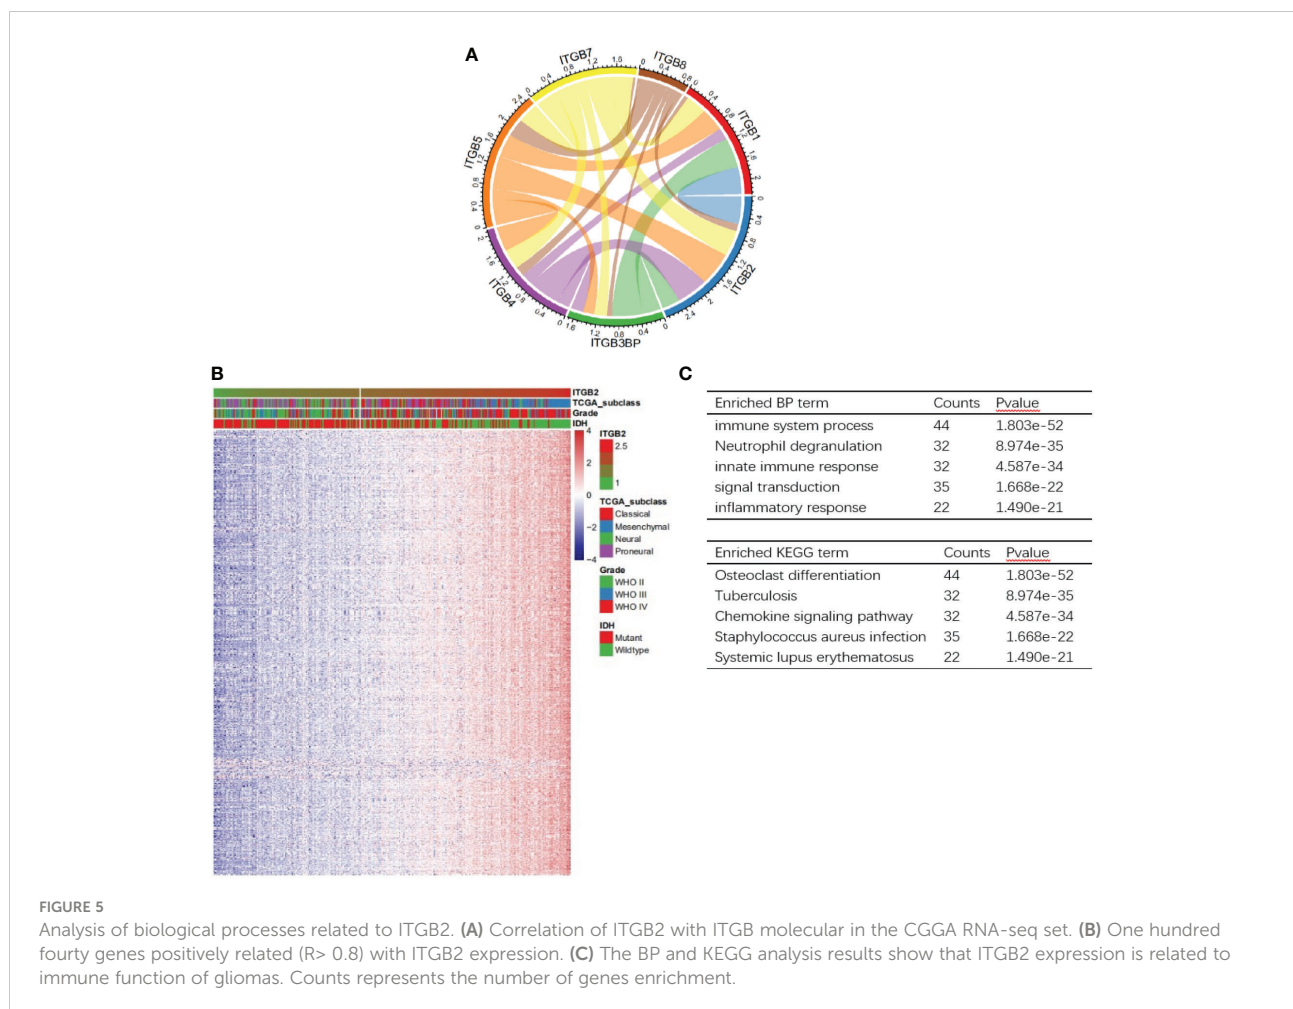 A
ITGB7
ITGB8
ITGB1
ITGB2
ITGB3BP
ITGB4
ITGB5
B
ITGB2
TCGA_subclass
Grade
IDH
4
2
0
−2
−4
ITGB2
2.5
1
TCGA_subclass
Classical
Mesenchymal
Neural
Proneural
Grade
WHO II
WHO III
WHO IV
IDH
Mutant
Wildtype
C
Enriched BP term Counts Pvalue
immune system process 44 1.803e-52
Neutrophil degranulation 32 8.974e-35
innate immune response 32 4.587e-34
signal transduction 35 1.668e-22
inflammatory response 22 1.490e-21
Enriched KEGG term Counts Pvalue
Osteoclast differentiation 44 1.803e-52
Tuberculosis 32 8.974e-35
Chemokine signaling pathway 32 4.587e-34
Staphylococcus aureus infection 35 1.668e-22
Systemic lupus erythematosus 22 1.490e-21
FIGURE 5
Analysis of biological processes related to ITGB2. (A) Correlation of ITGB2 with ITGB molecular in the CGGA RNA-seq set. (B) One hundred
fourty genes positively related (R> 0.8) with ITGB2 expression. (C) The BP and KEGG analysis results show that ITGB2 expression is related to
immune function of gliomas. Counts represents the number of genes enrichment.